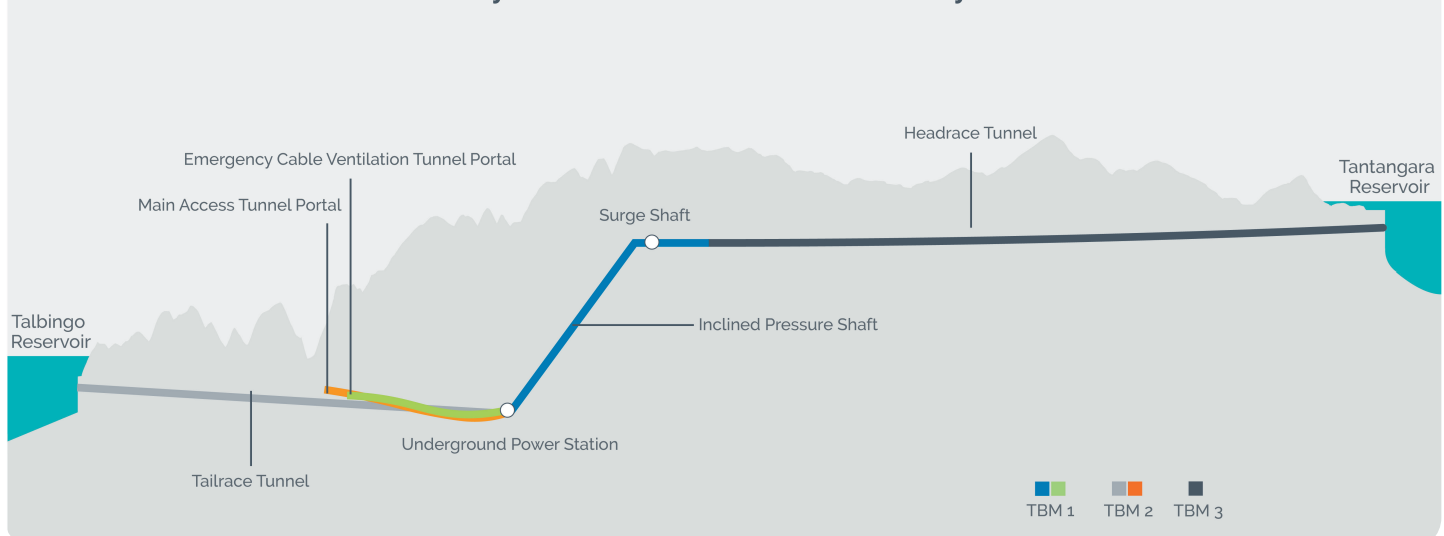 Headrace Tunnel
Emergency Cable Ventilation Tunnel Portal
Tantangara
Reservoir
Main Access Tunnel Portal
Surge Shaft
Talbingo
Reservoir
Inclined Pressure Shaft
Underground Power Station
Tailrace Tunnel
TBM 1 TBM 2 TBM 3